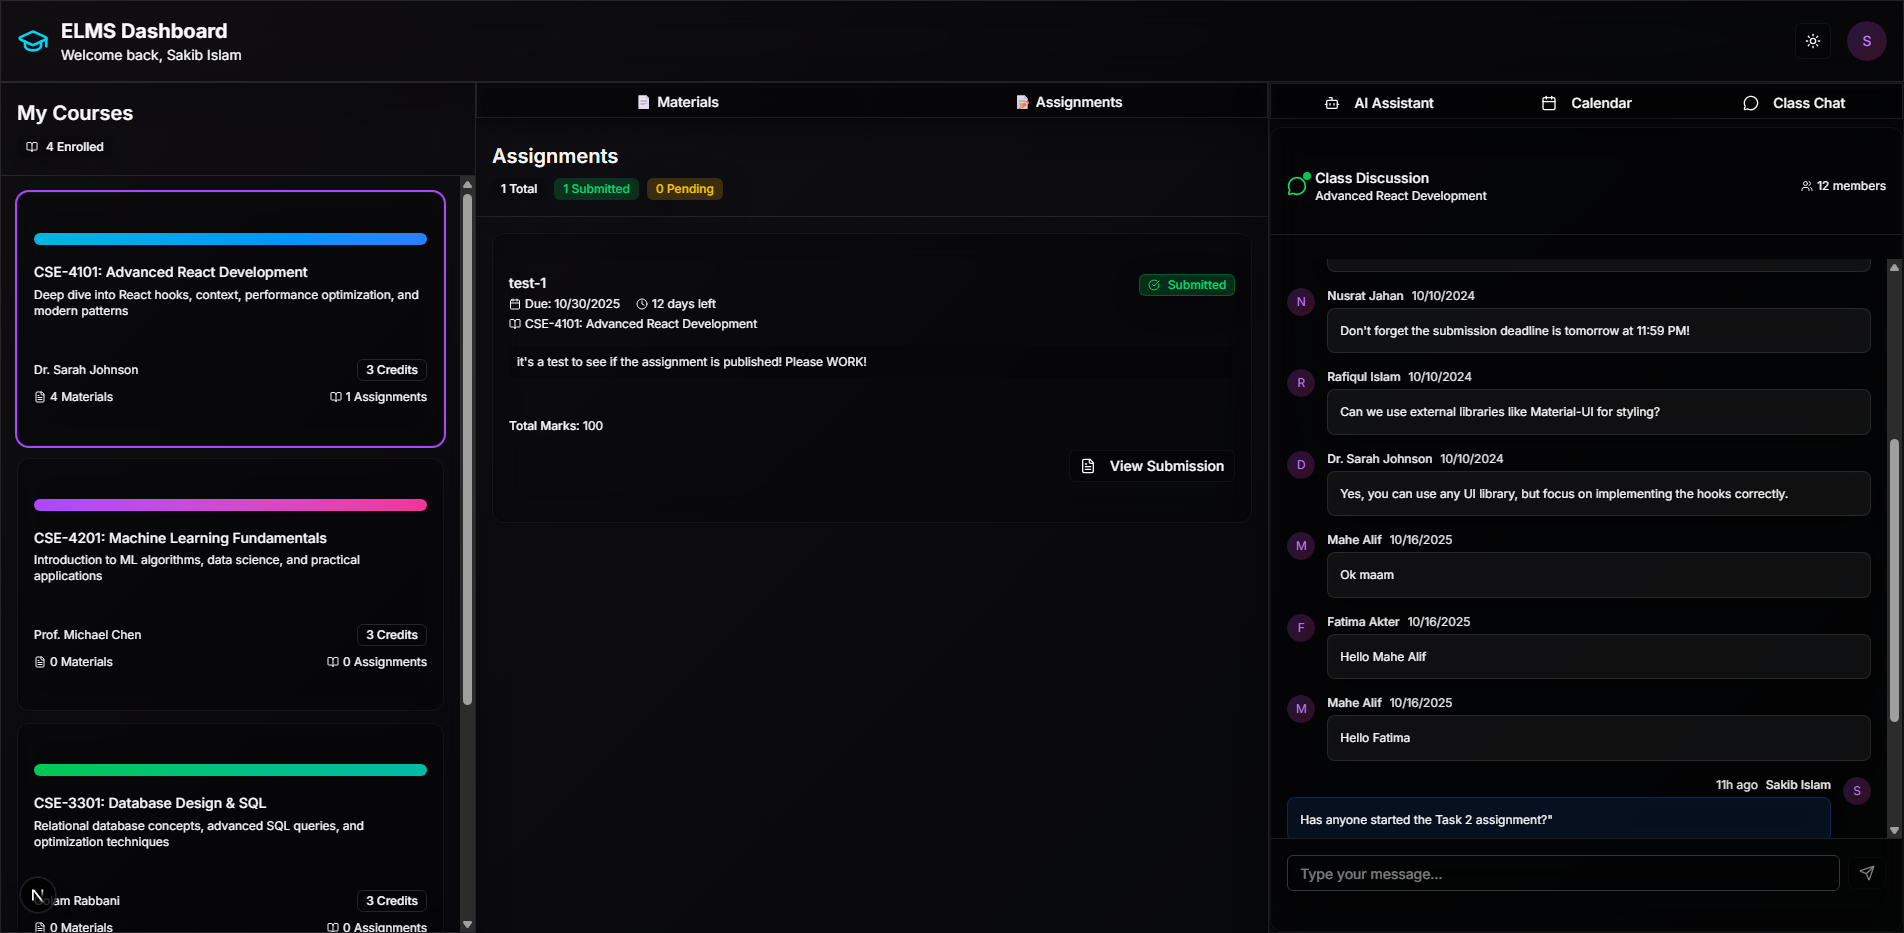 ELMS Dashboard
Welcome back, Sakib Islam
S
My Courses
4 Enrolled
CSE-4101: Advanced React Development
Deep dive into React hooks, context, performance optimization, and
modern patterns
Dr. Sarah Johnson
3 Credits
4 Materials
1 Assignments
CSE-4201: Machine Learning Fundamentals
Introduction to ML algorithms, data science, and practical
applications
Prof. Michael Chen
3 Credits
0 Materials
0 Assignments
CSE-3301: Database Design & SQL
Relational database concepts, advanced SQL queries, and
optimization techniques
N
Rabbani
3 Credits
0 Materials
0 Assignments
Materials
Assignments
Assignments
1 Total
1 Submitted
0 Pending
test-1
Submitted
Due: 10/30/2025
12 days left
CSE-4101: Advanced React Development
it's a test to see if the assignment is published! Please WORK!
Total Marks: 100
View Submission
AI Assistant
Calendar
Class Chat
Class Discussion
Advanced React Development
12 members
N
Nusrat Jahan 10/10/2024
Don't forget the submission deadline is tomorrow at 11:59 PM!
R
Rafiqul Islam 10/10/2024
Can we use external libraries like Material-UI for styling?
D
Dr. Sarah Johnson 10/10/2024
Yes, you can use any UI library, but focus on implementing the hooks correctly.
M
Mahe Alif 10/16/2025
Ok maam
F
Fatima Akter 10/16/2025
Hello Mahe Alif
M
Mahe Alif 10/16/2025
Hello Fatima
11h ago Sakib Islam
S
Has anyone started the Task 2 assignment?"
Type your message...